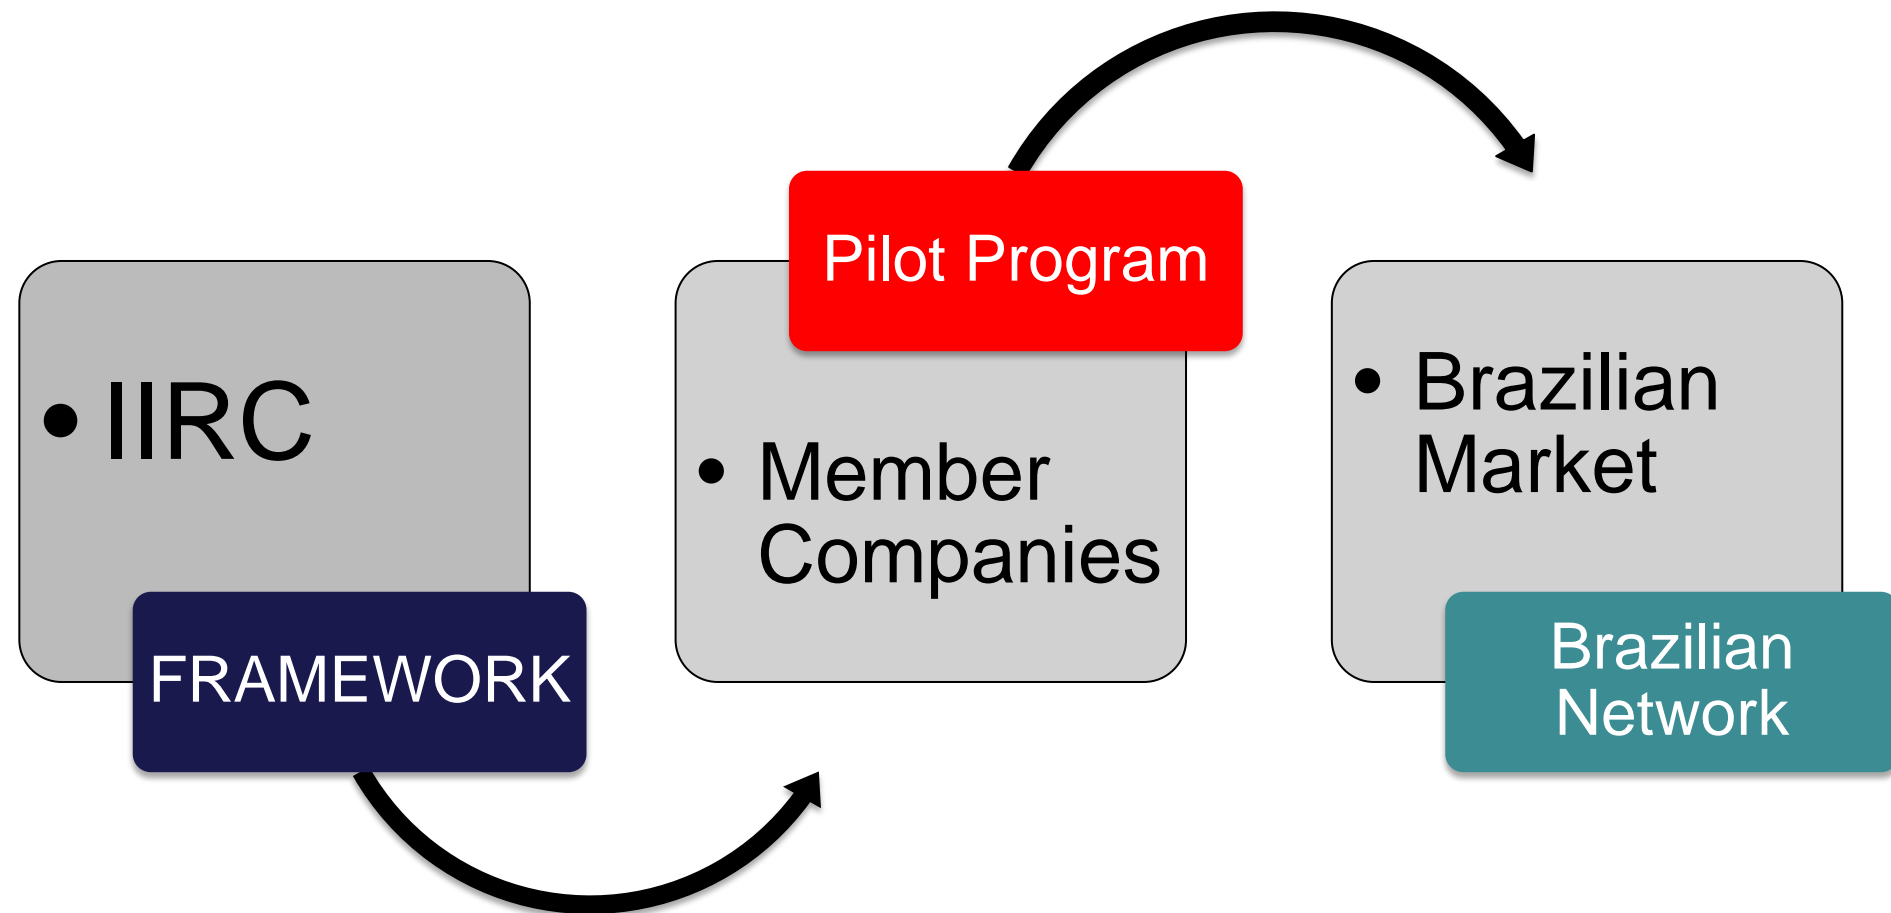 • IIRC
FRAMEWORK
Pilot Program
• Member
Companies
• Brazilian
Market
Brazilian
Network